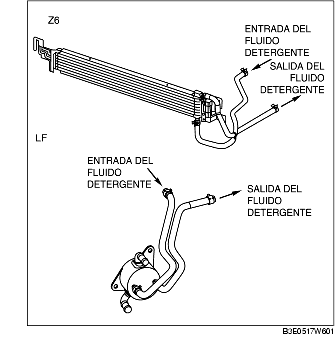 Z6
ENTRADA DEL
FLUIDO
DETERGENTE
SALIDA DEL
FLUIDO
DETERGENTE
LF
ENTRADA DEL
FLUIDO
DETERGENTE
SALIDA DEL
FLUIDO
DETERGENTE
B3E0517W601